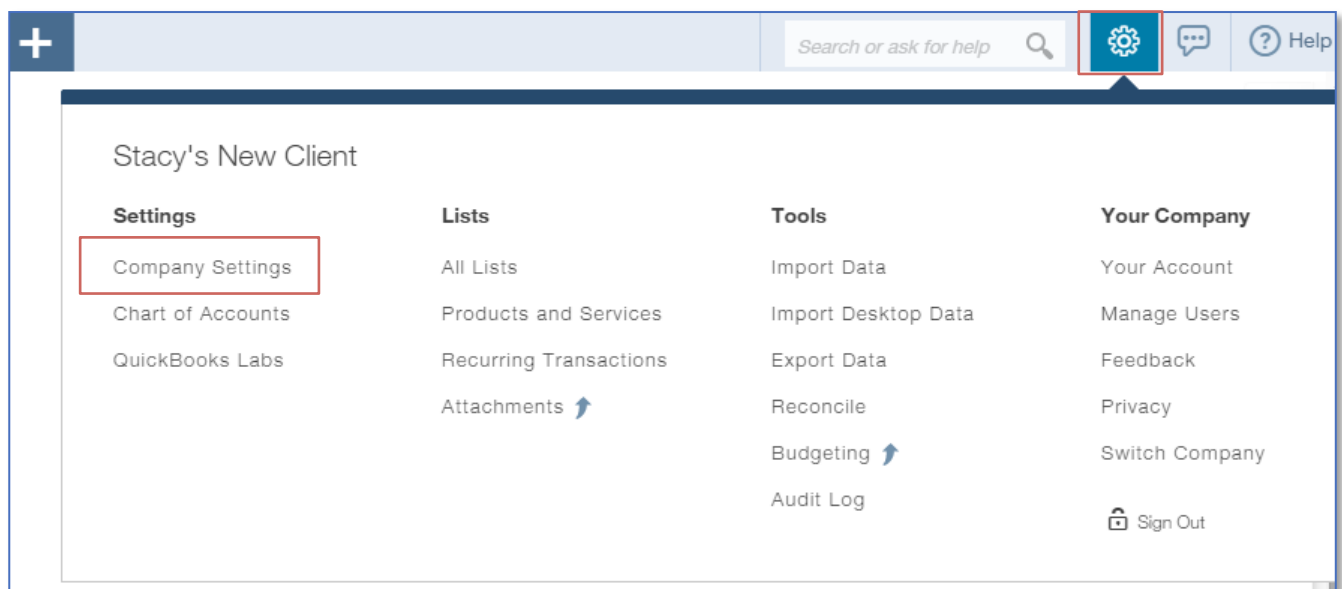 +
Search or ask for help
Help
Stacy's New Client
Settings
Company Settings
Chart of Accounts
QuickBooks Labs
Lists
All Lists
Products and Services
Recurring Transactions
Attachments
Tools
Import Data
Import Desktop Data
Export Data
Reconcile
Budgeting
Audit Log
Your Company
Your Account
Manage Users
Feedback
Privacy
Switch Company
Sign Out